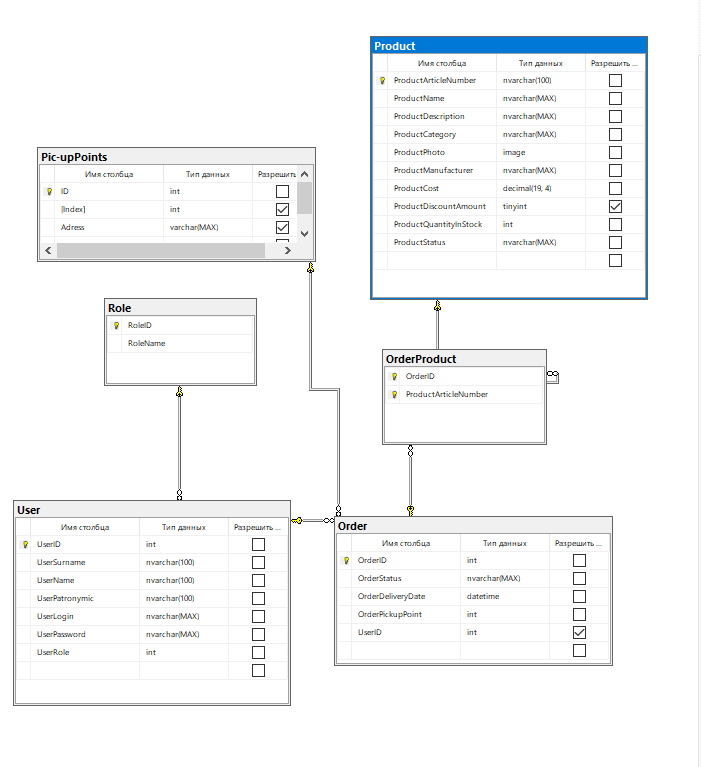 Product
Имя столбца Тип данных Разрешить ...
ProductArticleNumber nvarchar(100)
ProductName nvarchar(MAX)
ProductDescription nvarchar(MAX)
ProductCategory nvarchar(MAX)
ProductPhoto image
ProductManufacturer nvarchar(MAX)
ProductCost decimal(19, 4)
ProductDiscountAmount tinyint
ProductQuantityInStock int
ProductStatus nvarchar(MAX)
Pic-upPoints
Имя столбца Тип данных Разрешить
ID int
[Index] int
Adress varchar(MAX)
Role
RoleID
RoleName
OrderProduct
OrderID
ProductArticleNumber
User
Имя столбца Тип данных Разрешить ...
UserID int
UserSurname nvarchar(100)
UserName nvarchar(100)
UserPatronymic nvarchar(100)
UserLogin nvarchar(MAX)
UserPassword nvarchar(MAX)
UserRole int
Order
Имя столбца Тип данных Разрешить ...
OrderID int
OrderStatus nvarchar(MAX)
OrderDeliveryDate datetime
OrderPickupPoint int
UserID int